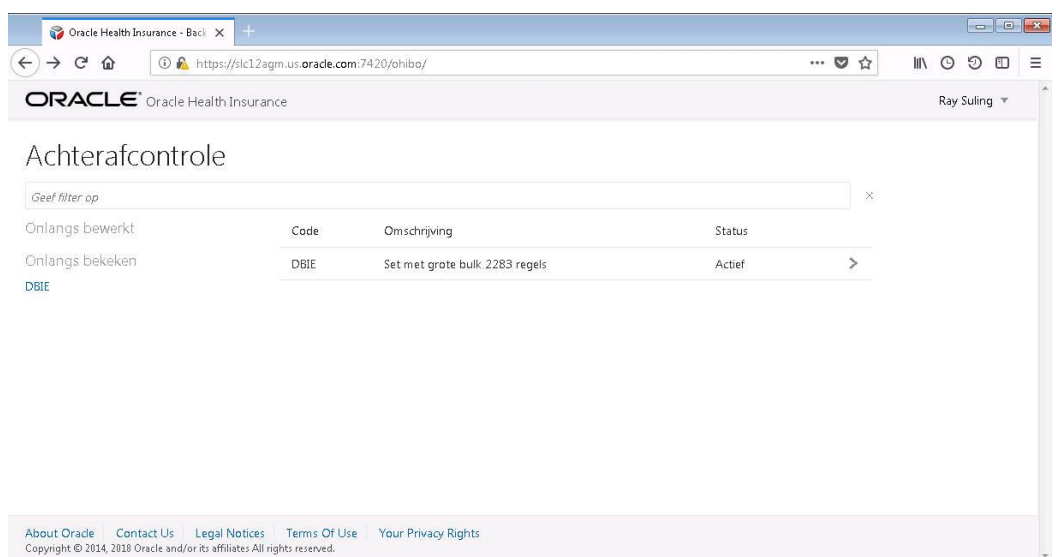 Oracle Health Insurance - Back
https://slc12agm.us.oracle.com:7420/ohibo/
ORACLE Oracle Health Insurance
Ray Suling
Achterafcontrole
Geef filter op
Onlangs bewerkt
Onlangs bekeken
DBIE
Code Omschrijving Status
DBIE Set met grote bulk 2283 regels Actief
About Oracle Contact Us Legal Notices Terms Of Use Your Privacy Rights
Copyright © 2014, 2018 Oracle and/or its affiliates All rights reserved.